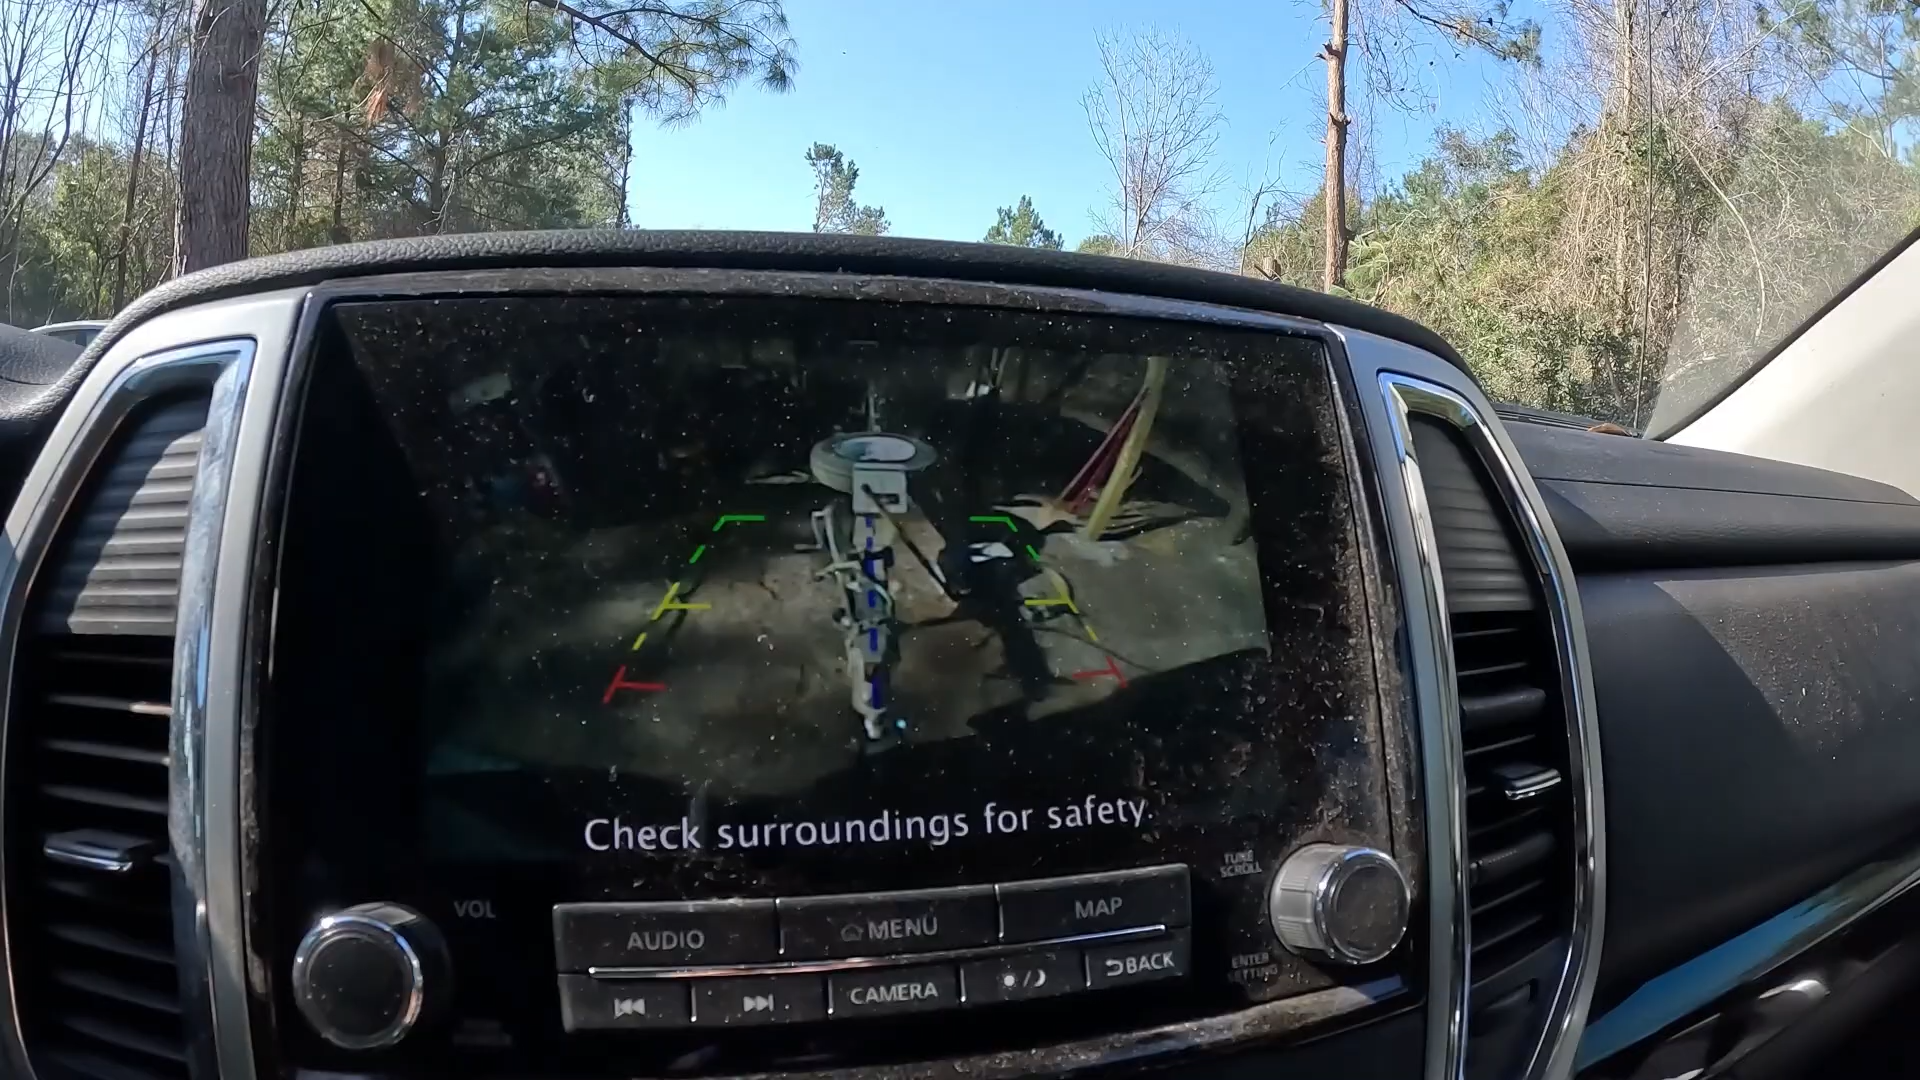 Check surroundings for safety.
VOL
TUNE
SCROLL
AUDIO
MENU
MAP
CAMERA
BACK
ENTER
SETTING